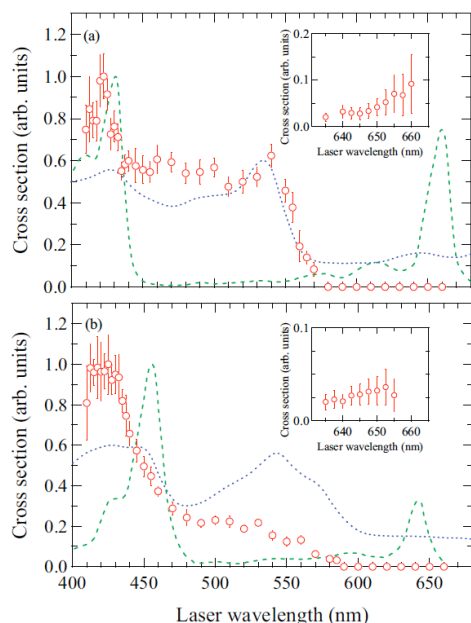 (a)
Cross section (arb. units)
1.2
1.0
0.8
0.6
0.4
0.2
0.0
Cross section (arb. units)
0.2
0.1
0.0
640 650 660
Laser wavelength (nm)
(b)
Cross section (arb. units)
1.2
1.0
0.8
0.6
0.4
0.2
0.0
Cross section (arb. units)
0.1
0.0
640 650 660
Laser wavelength (nm)
400 450 500 550 600 650
Laser wavelength (nm)